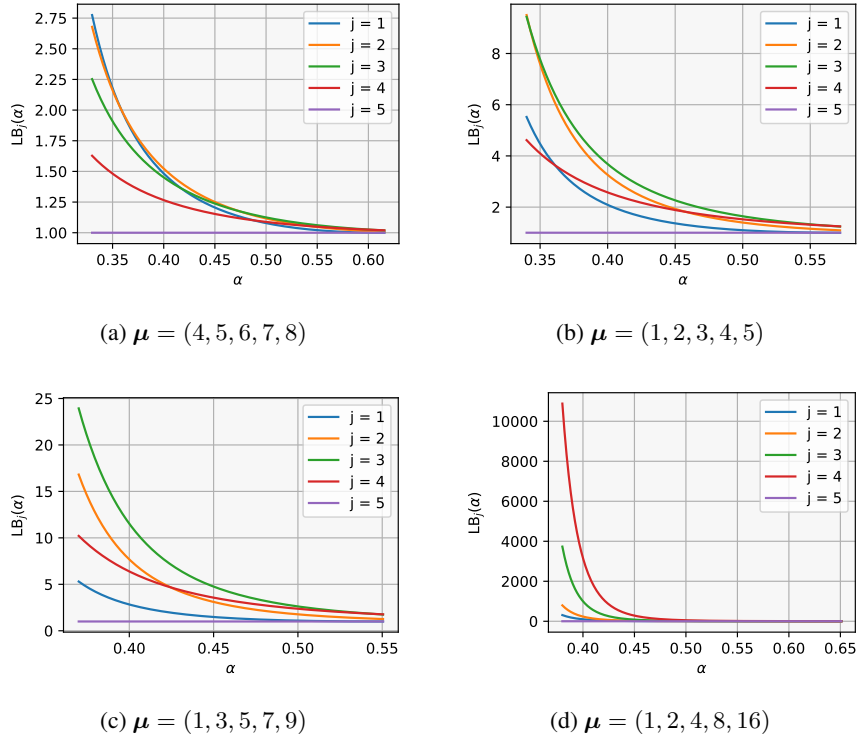 2.75
2.50
2.25
2.00
1.75
1.50
1.25
1.00
LB_j(α)
0.35 0.40 0.45 0.50 0.55 0.60
α
j = 1
j = 2
j = 3
j = 4
j = 5
(a) μ = (4, 5, 6, 7, 8)
8
6
4
2
LB_j(α)
0.35 0.40 0.45 0.50 0.55
α
j = 1
j = 2
j = 3
j = 4
j = 5
(b) μ = (1, 2, 3, 4, 5)
25
20
15
10
5
0
LB_j(α)
0.40 0.45 0.50 0.55
α
j = 1
j = 2
j = 3
j = 4
j = 5
(c) μ = (1, 3, 5, 7, 9)
10000
8000
6000
4000
2000
0
LB_j(α)
0.40 0.45 0.50 0.55 0.60 0.65
α
j = 1
j = 2
j = 3
j = 4
j = 5
(d) μ = (1, 2, 4, 8, 16)